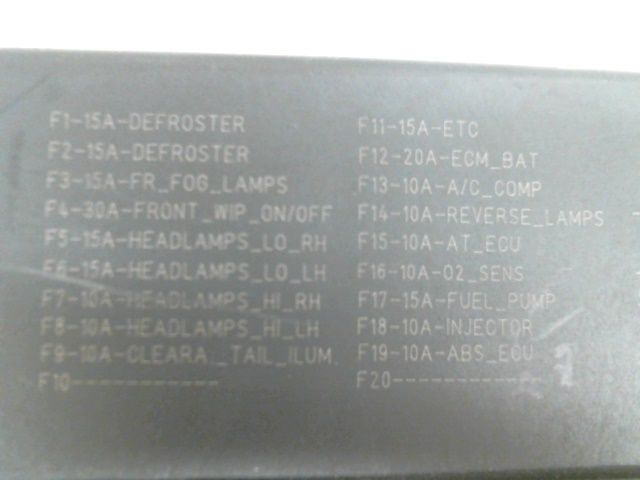 F1-15A-DEFROSTER
F2-15A-DEFROSTER
F3-15A-FR_FOG_LAMPS
F4-30A-FRONT_WIP_ON/OFF
F5-15A-HEADLAMPS_LO_RH
F6-15A-HEADLAMPS_LO_LH
F7-10A-HEADLAMPS_HI_RH
F8-10A-HEADLAMPS_HI_LH
F9-10A-CLEARA._TAIL_ILUM.
F10------------
F11-15A-ETC
F12-20A-ECM_BAT
F13-10A-A/C_COMP
F14-10A-REVERSE_LAMPS
F15-10A-AT_ECU
F16-10A-O2_SENS
F17-15A-FUEL_PUMP
F18-10A-INJECTOR
F19-10A-ABS_ECU
F20------------